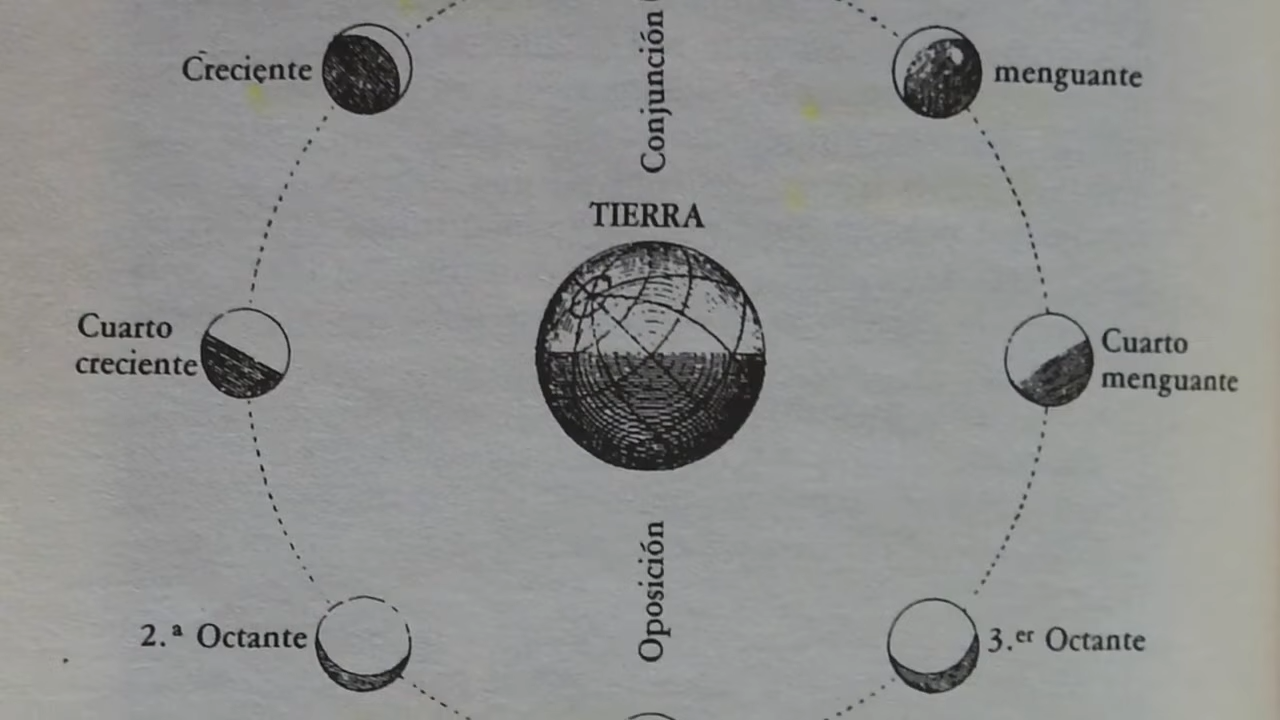 Conjunción
Creciente
menguante
TIERRA
Cuarto
creciente
Cuarto
menguante
Oposición
2.ª Octante
3.er Octante